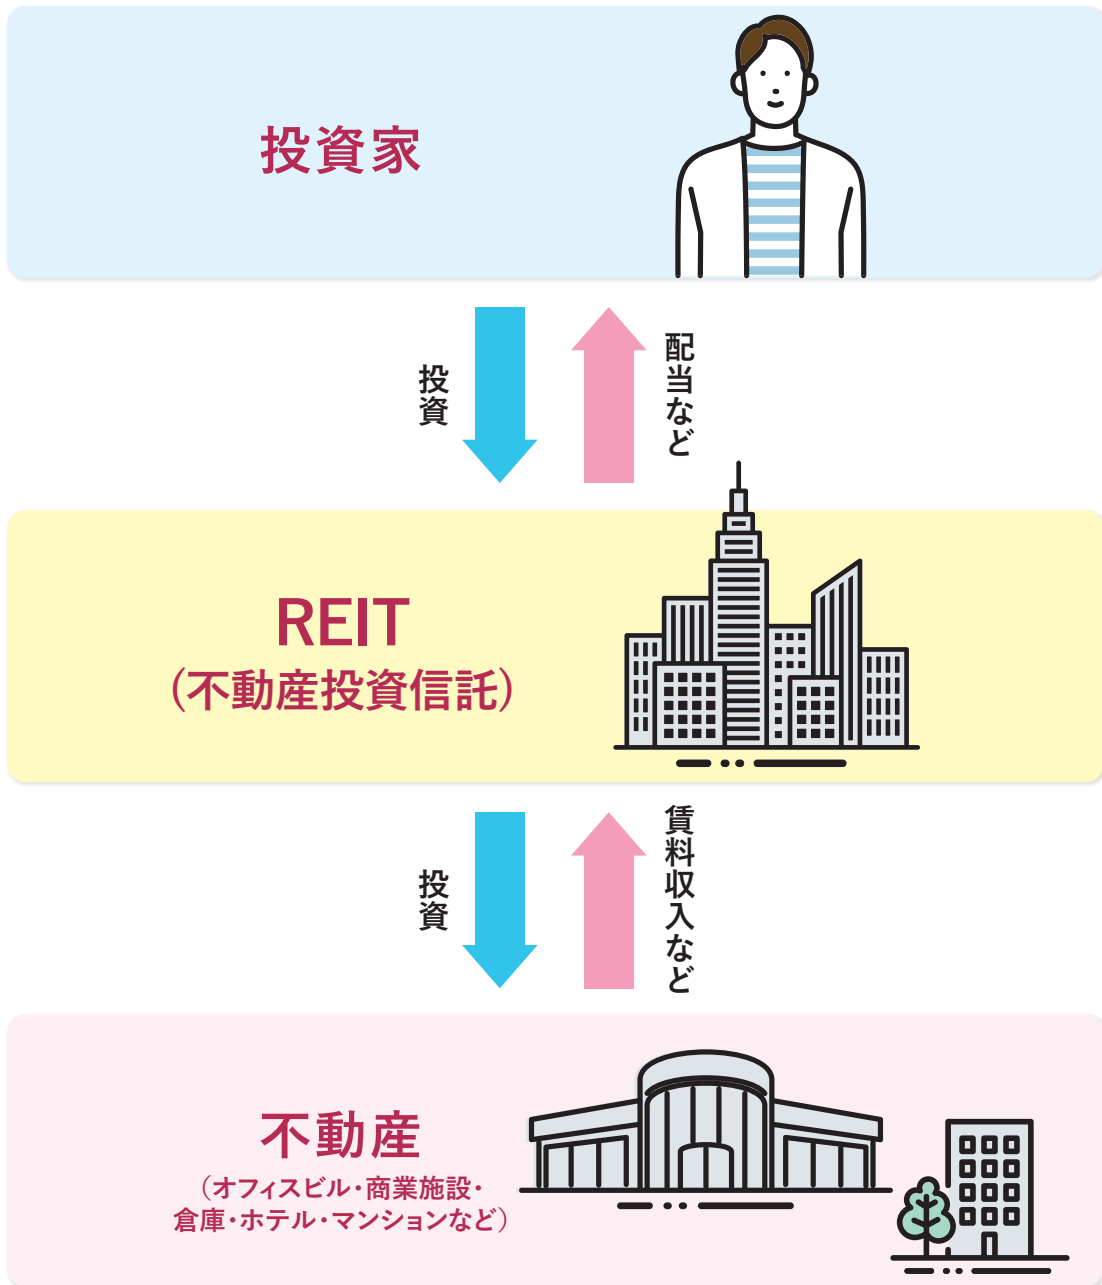 投資家
投資
配当など
REIT
（不動産投資信託）
投資
賃料収入など
不動産
（オフィスビル・商業施設・
倉庫・ホテル・マンションなど）